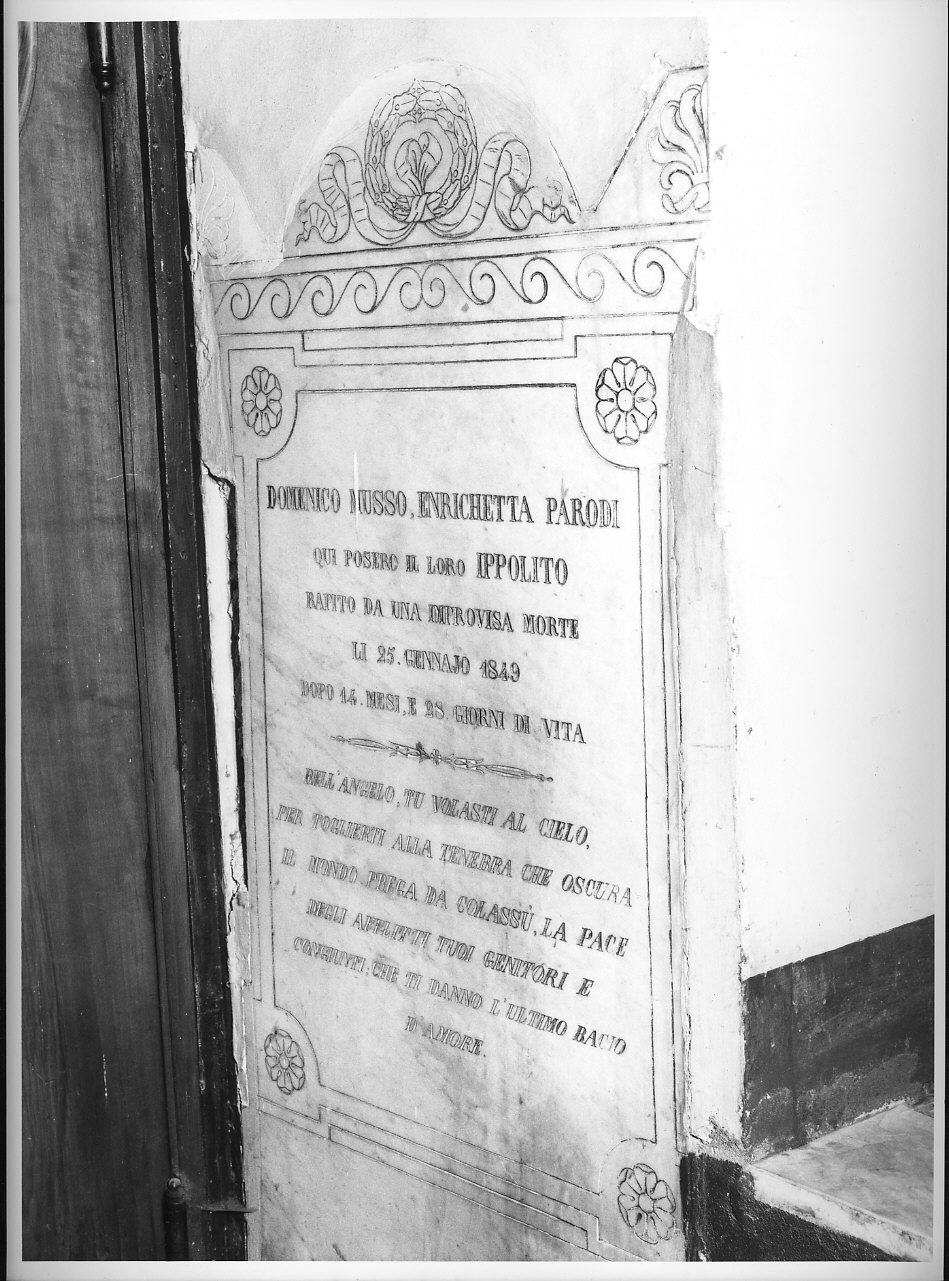 DOMENICO MUSSO, ENRICHETTA PARODI
QUI POSERO IL LORO IPPOLITO
RAPITO DA UNA IMPROVISA MORTE
LI 25. GENNAJO 1849
DOPO 14. MESI, E 28. GIORNI DI VITA
BELL'ANGELO, TU VOLASTI AL CIELO,
PER TOGLIERTI ALLA TENEBRA CHE OSCURA
IL MONDO. PREGA DA COLASSÙ, LA PACE
DEGLI AFFLITTI TUOI GENITORI E
CONGIUNTI; CHE TI DANNO L'ULTIMO BACIO
D'AMORE.